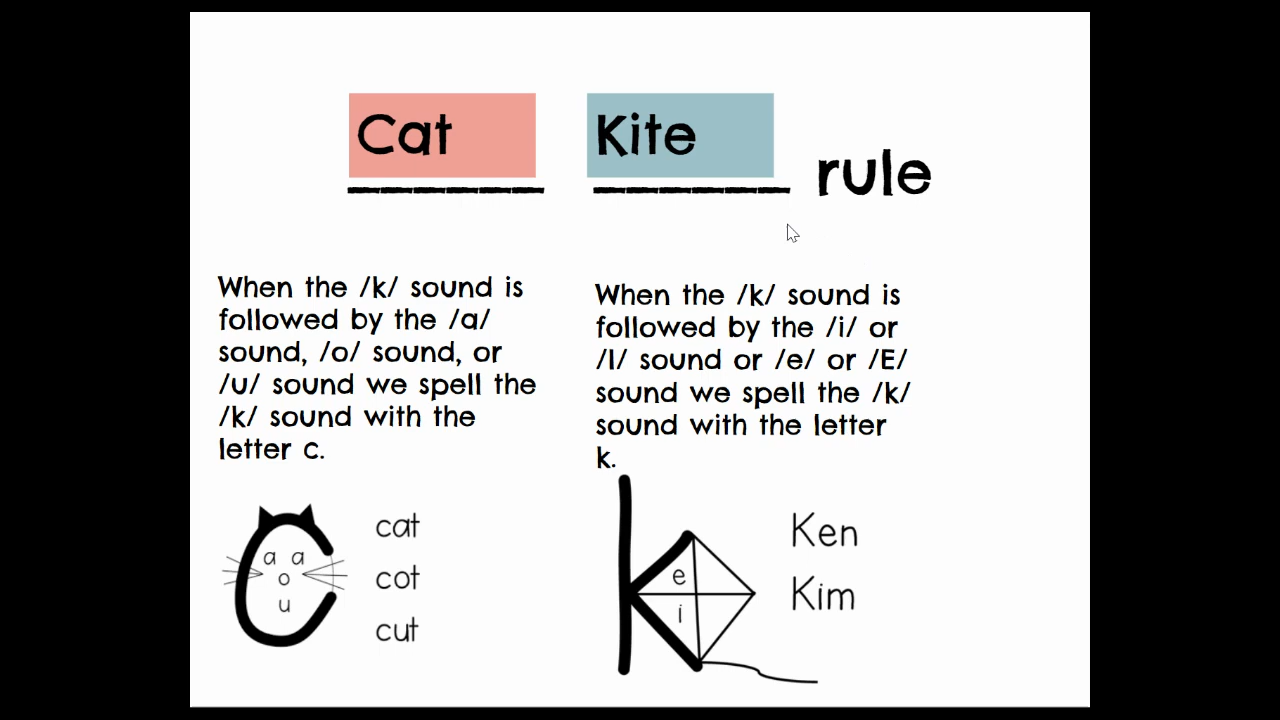 Cat Kite rule
When the /k/ sound is
followed by the /a/
sound, /o/ sound, or
/u/ sound we spell the
/k/ sound with the
letter c.
When the /k/ sound is
followed by the /i/ or
/I/ sound or /e/ or /E/
sound we spell the /k/
sound with the letter
k.
a a
o
u
cat
cot
cut
k
e
i
Ken
Kim